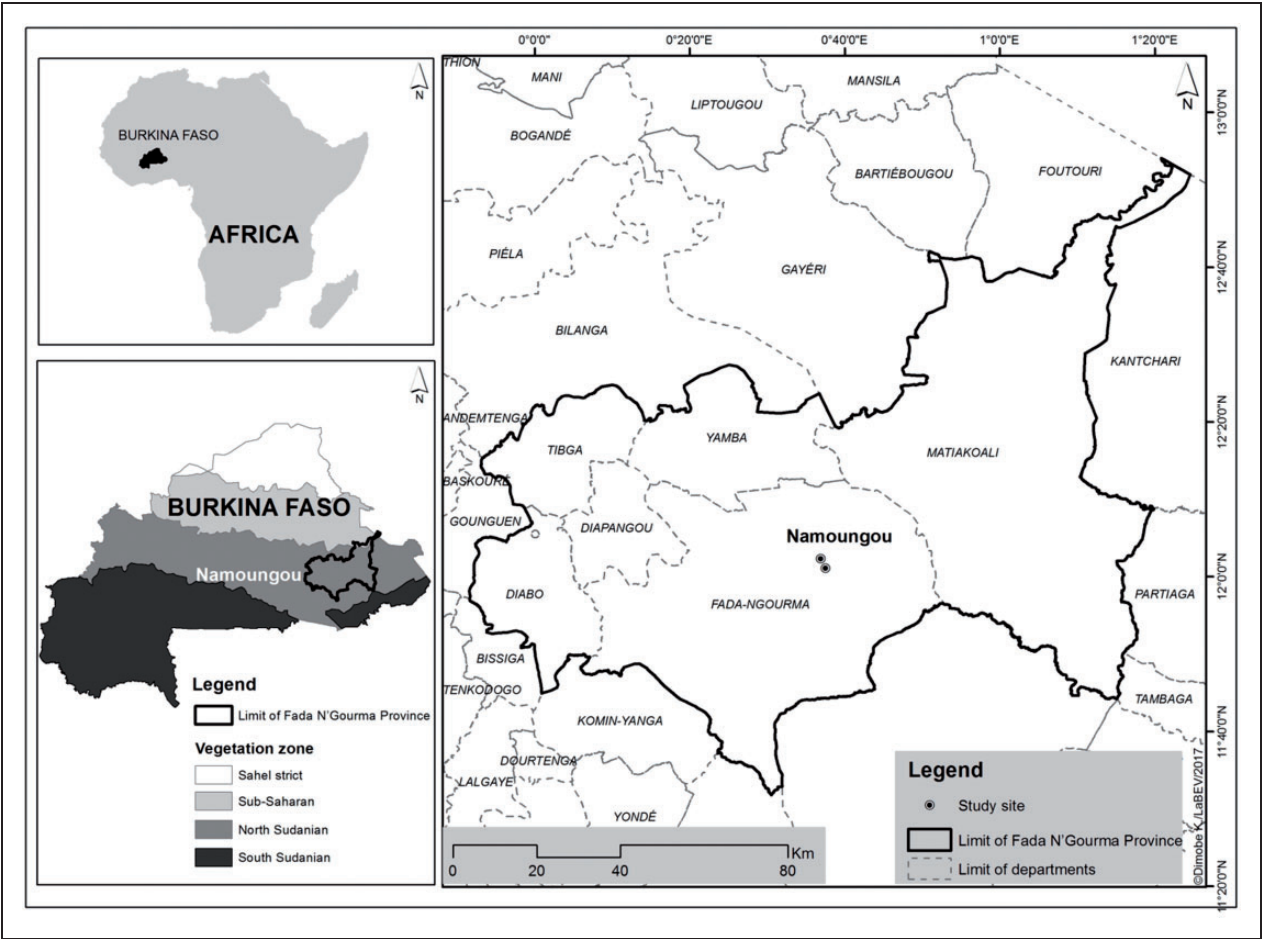 N
BURKINA FASO
AFRICA
N
BURKINA FASO
Namoungou
Legend
Limit of Fada N'Gourma Province
Vegetation zone
Sahel strict
Sub-Saharan
North Sudanian
South Sudanian
0°0'0" 0°20'0"E 0°40'0"E 1°0'0"E 1°20'0"E
N
THION
MANI
MANSILA
LIPTOUGOU
BOGANDÉ
13°0'0"N
BARTIÉBOUGOU
FOUTOURI
PIÉLA
GAYÉRI
12°40'0"N
BILANGA
KANTCHARI
ANDEMTENGA
12°20'0"N
YAMBA
TIBGA
MATIAKOALI
BASKOURÉ
GOUNGUEN
DIAPANGOU
Namoungou
12°0'0"N
DIABO
FADA-NGOURMA
PARTIAGA
BISSIGA
TENKODOGO
TAMBAGA
KOMIN-YANGA
11°40'0"N
DOURTENGA
LALGAYE
YONDÉ
Legend
Study site
Limit of Fada N'Gourma Province
Limit of departments
Km
0 20 40 80
©Dimobe K./LaBEV/2017
11°20'0"N